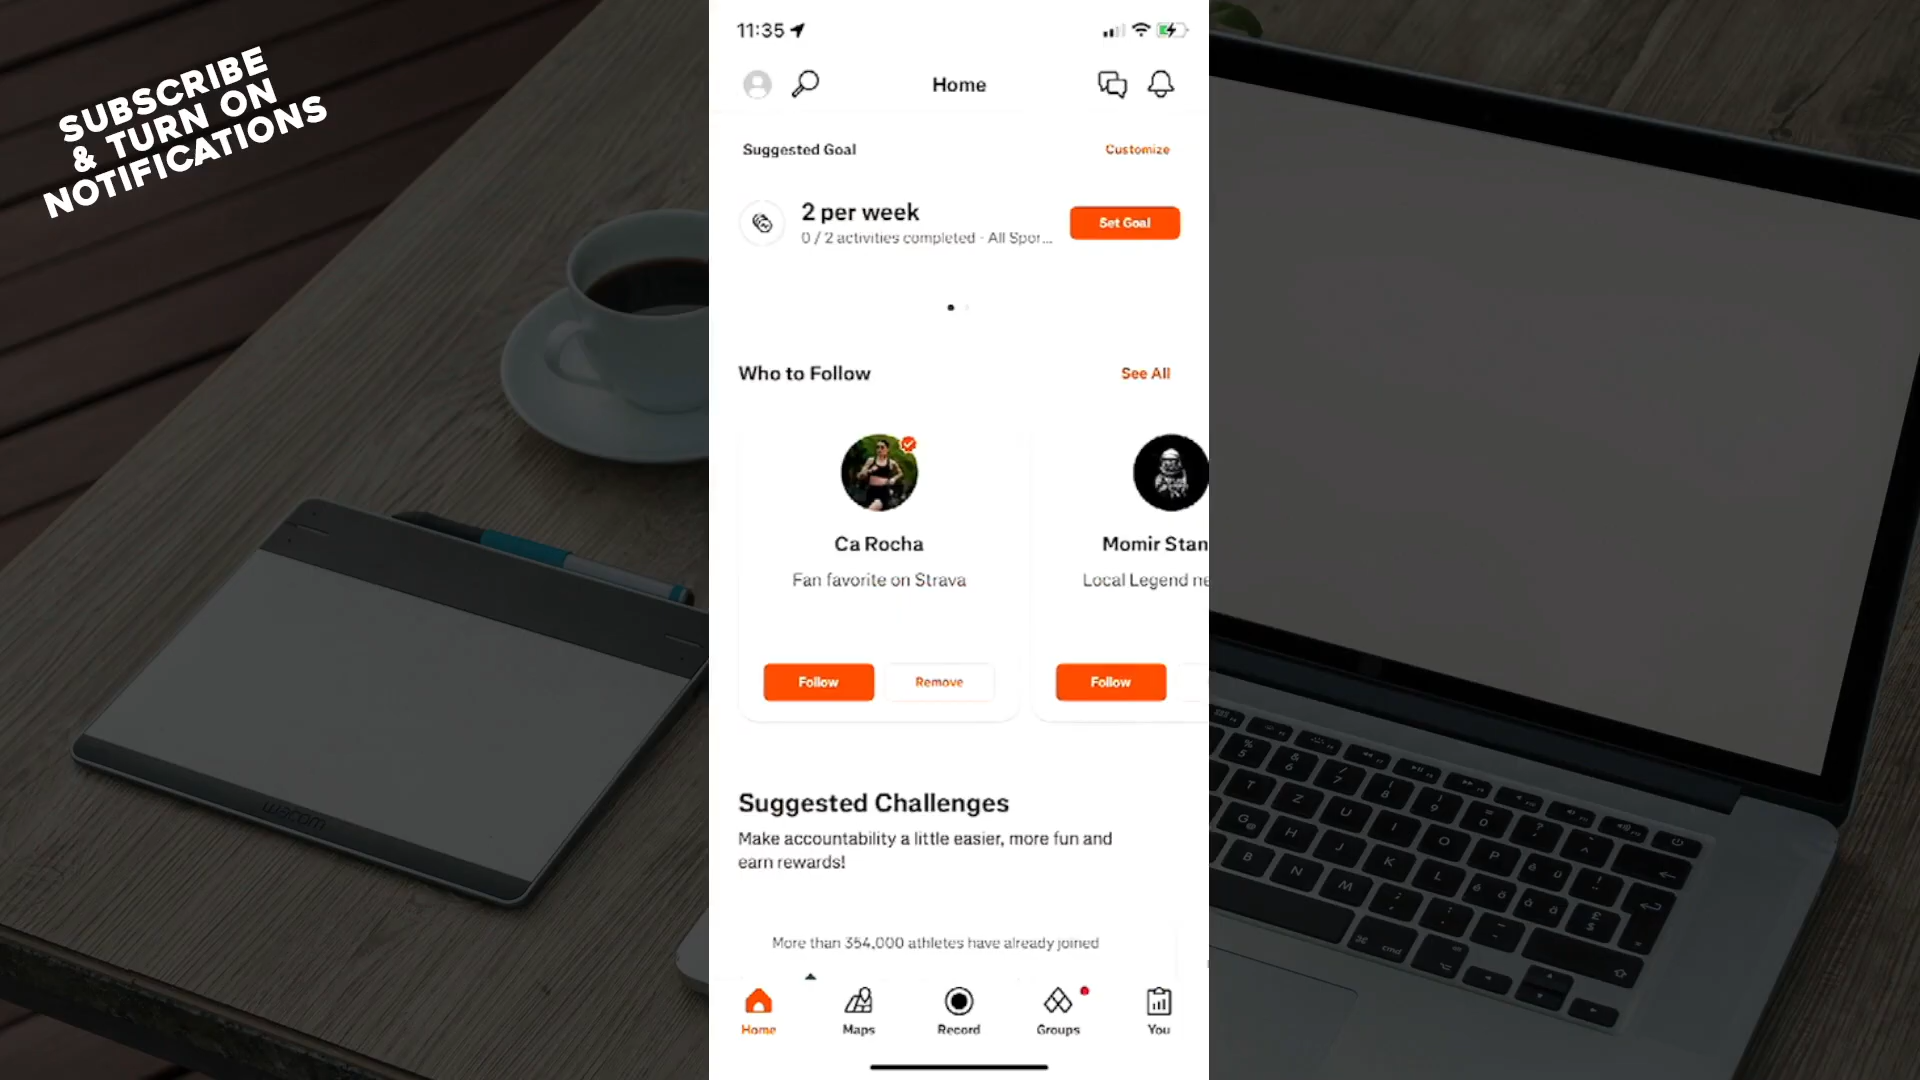 SUBSCRIBE
& TURN ON
NOTIFICATIONS
11:35
Home
Suggested Goal
Customize
2 per week
0 / 2 activities completed - All Spor...
Set Goal
Who to Follow
See All
Ca Rocha
Momir Stan
Fan favorite on Strava
Local Legend ne
Follow
Remove
Follow
Suggested Challenges
Make accountability a little easier, more fun and
earn rewards!
More than 354,000 athletes have already joined
Home
Maps
Record
Groups
You
wacom